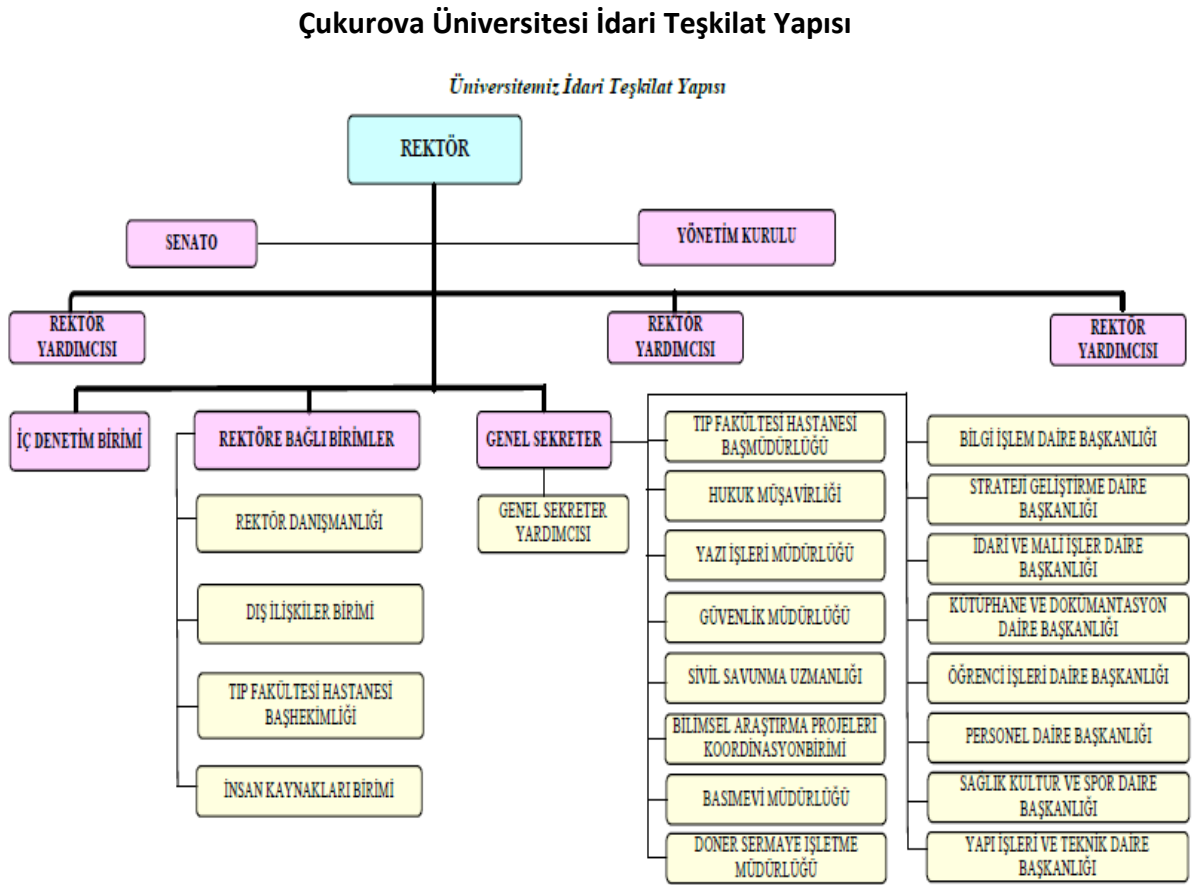 Çukurova Üniversitesi İdari Teşkilat Yapısı
Üniversitemiz İdari Teşkilat Yapısı
REKTÖR
SENATO
YÖNETİM KURULU
REKTÖR
YARDIMCISI
REKTÖR
YARDIMCISI
REKTÖR
YARDIMCISI
İÇ DENETİM BİRİMİ
REKTÖRE BAĞLI BİRİMLER
REKTÖR DANIŞMANLIĞI
DIŞ İLİŞKİLER BİRİMİ
TIP FAKÜLTESİ HASTANESİ
BAŞHEKİMLİĞİ
İNSAN KAYNAKLARI BİRİMİ
GENEL SEKRETER
GENEL SEKRETER
YARDIMCISI
TIP FAKÜLTESİ HASTANESİ
BAŞMÜDÜRLÜĞÜ
HUKUK MÜŞAVİRLİĞİ
YAZI İŞLERİ MÜDÜRLÜĞÜ
GÜVENLİK MÜDÜRLÜĞÜ
SİVİL SAVUNMA UZMANLIĞI
BİLİMSEL ARAŞTIRMA PROJELERİ
KOORDİNASYONBİRİMİ
BASIMEVİ MÜDÜRLÜĞÜ
DÖNER SERMAYE İŞLETME
MÜDÜRLÜĞÜ
BİLGİ İŞLEM DAİRE BAŞKANLIĞI
STRATEJİ GELİŞTİRME DAİRE
BAŞKANLIĞI
İDARİ VE MALİ İŞLER DAİRE
BAŞKANLIĞI
KÜTÜPHANE VE DOKÜMANTASYON
DAİRE BAŞKANLIĞI
ÖĞRENCİ İŞLERİ DAİRE BAŞKANLIĞI
PERSONEL DAİRE BAŞKANLIĞI
SAĞLIK KÜLTÜR VE SPOR DAİRE
BAŞKANLIĞI
YAPI İŞLERİ VE TEKNİK DAİRE
BAŞKANLIĞI